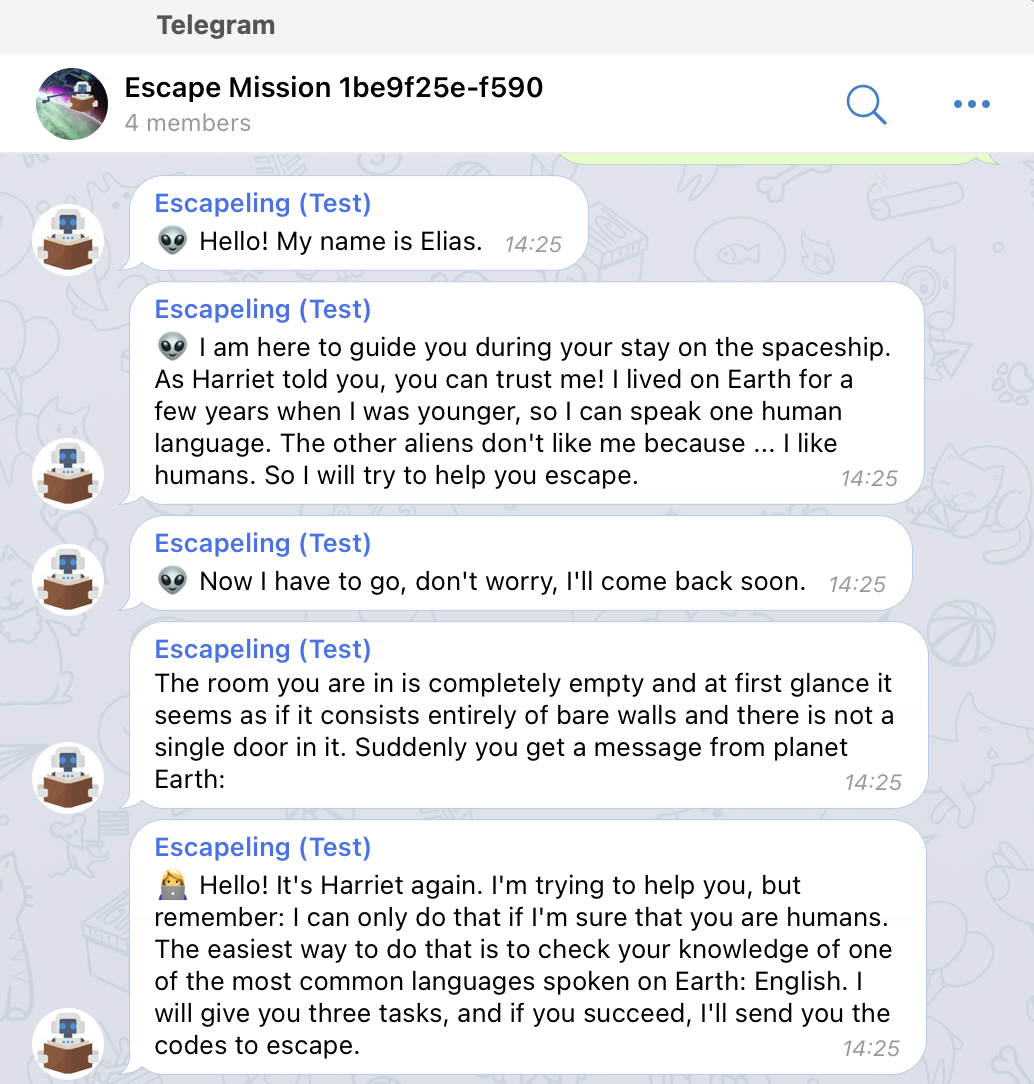 Telegram
Escape Mission 1be9f25e-f590
4 members
Escapeling (Test)
👽 Hello! My name is Elias. 14:25
Escapeling (Test)
👽 I am here to guide you during your stay on the spaceship.
As Harriet told you, you can trust me! I lived on Earth for a
few years when I was younger, so I can speak one human
language. The other aliens don't like me because ... I like
humans. So I will try to help you escape. 14:25
Escapeling (Test)
👽 Now I have to go, don't worry, I'll come back soon. 14:25
Escapeling (Test)
The room you are in is completely empty and at first glance it
seems as if it consists entirely of bare walls and there is not a
single door in it. Suddenly you get a message from planet
Earth: 14:25
Escapeling (Test)
👩‍💻 Hello! It's Harriet again. I'm trying to help you, but
remember: I can only do that if I'm sure that you are humans.
The easiest way to do that is to check your knowledge of one
of the most common languages spoken on Earth: English. I
will give you three tasks, and if you succeed, I'll send you the
codes to escape. 14:25